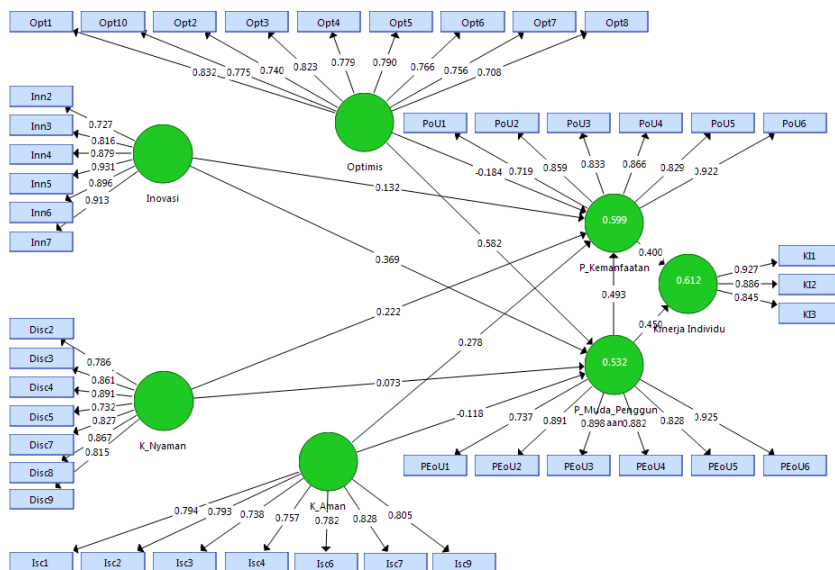 Opt1 Opt10 Opt2 Opt3 Opt4 Opt5 Opt6 Opt7 Opt8
0.832 0.775 0.740 0.823 0.779 0.790 0.766 0.756 0.708
Optimis
Inn2
Inn3
Inn4
Inn5
Inn6
Inn7
0.727
0.816
0.879
0.931
0.896
0.913
Inovasi
PoU1 PoU2 PoU3 PoU4 PoU5 PoU6
-0.184 0.719 0.859 0.833 0.866 0.829 0.922
0.132
0.582
0.369
0.599
P_Kemanfaatan
0.400
0.612
Kinerja Individu
0.927
0.886
0.845
KI1
KI2
KI3
0.222
0.278
0.493
0.450
0.532
P_Muda_Penggun
aan
0.073
-0.118
Disc2
Disc3
Disc4
Disc5
Disc7
Disc8
Disc9
0.786
0.861
0.891
0.732
0.827
0.867
0.815
K_Nyaman
0.737 0.891 0.898 0.882 0.828 0.925
PEoU1 PEoU2 PEoU3 PEoU4 PEoU5 PEoU6
K_Aman
0.794 0.793 0.738 0.757 0.782 0.828 0.805
Isc1 Isc2 Isc3 Isc4 Isc6 Isc7 Isc9